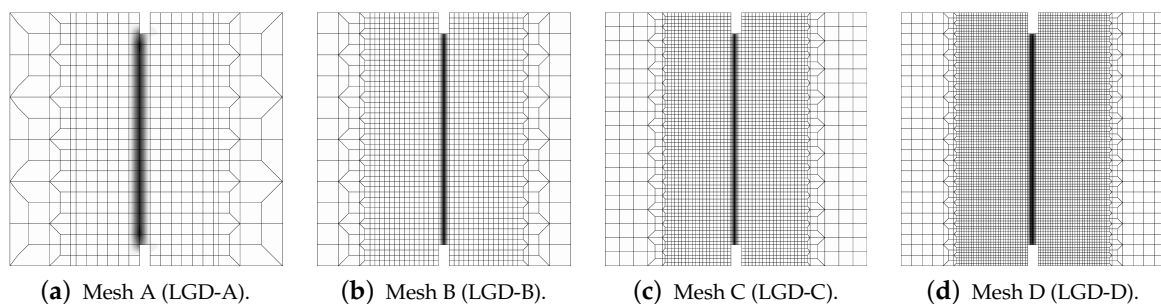 (a) Mesh A (LGD-A).
(b) Mesh B (LGD-B).
(c) Mesh C (LGD-C).
(d) Mesh D (LGD-D).